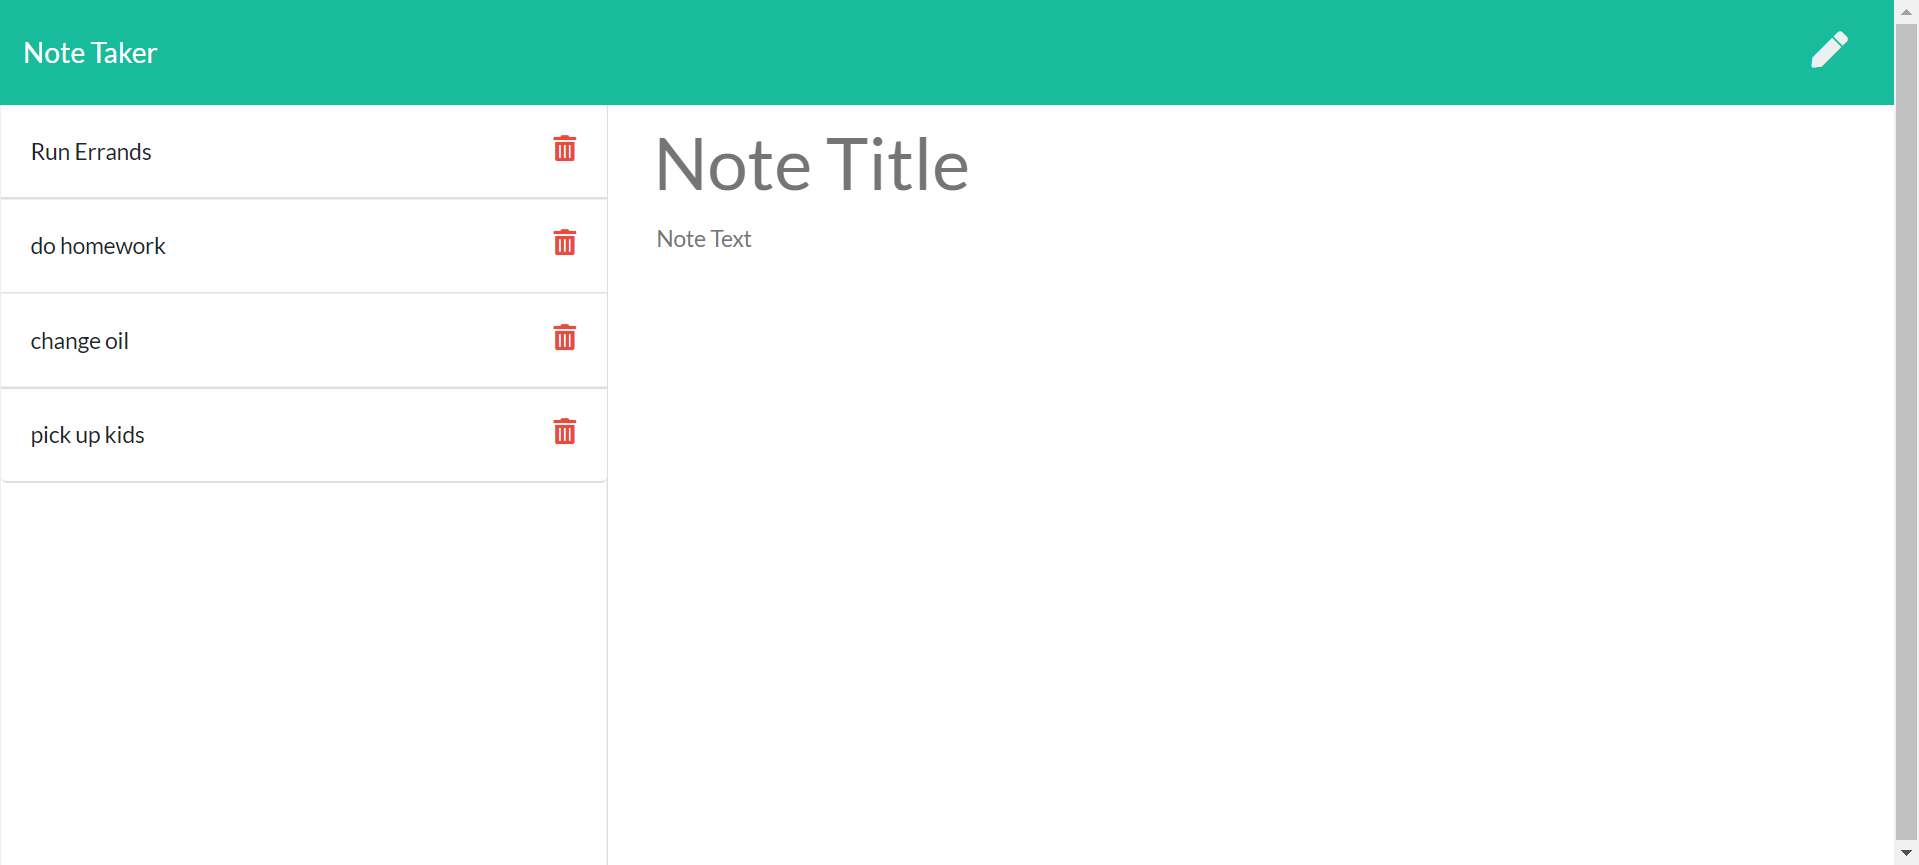 Note Taker
Run Errands
do homework
change oil
pick up kids
Note Title
Note Text